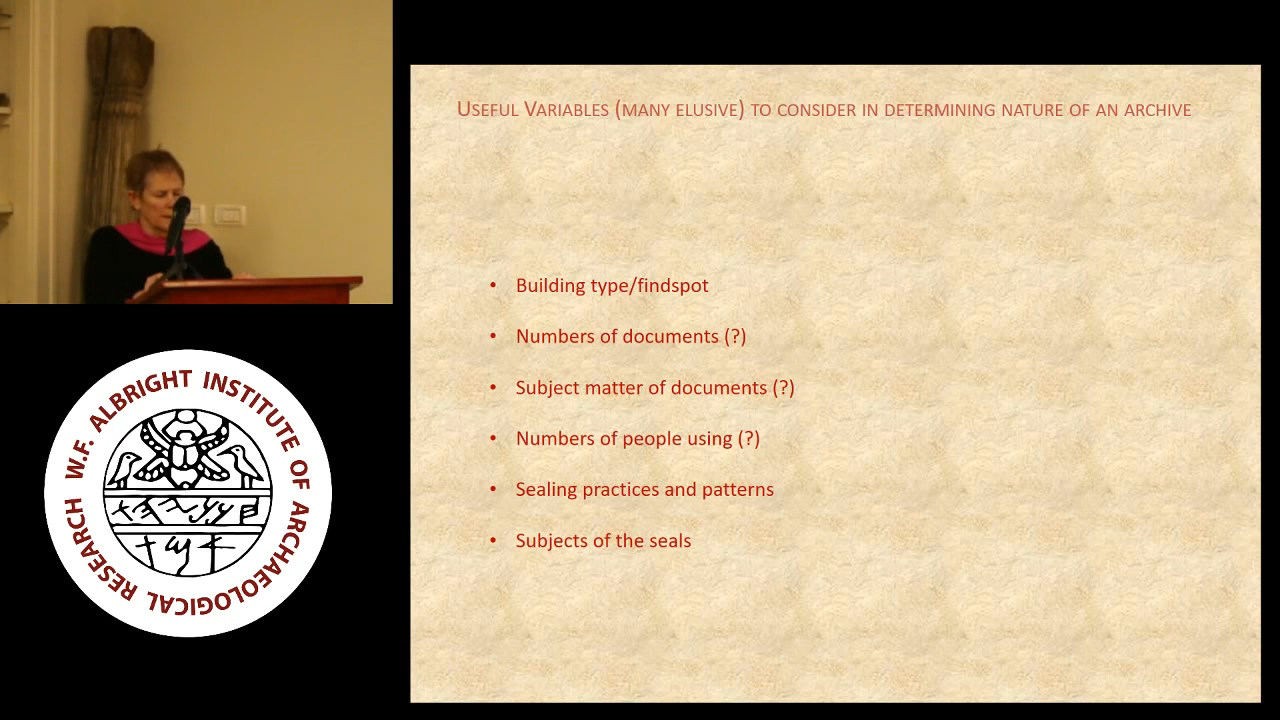 Useful Variables (many elusive) to consider in determining nature of an archive
• Building type/findspot
• Numbers of documents (?)
• Subject matter of documents (?)
• Numbers of people using (?)
• Sealing practices and patterns
• Subjects of the seals
W.F. ALBRIGHT INSTITUTE OF ARCHAEOLOGICAL RESEARCH